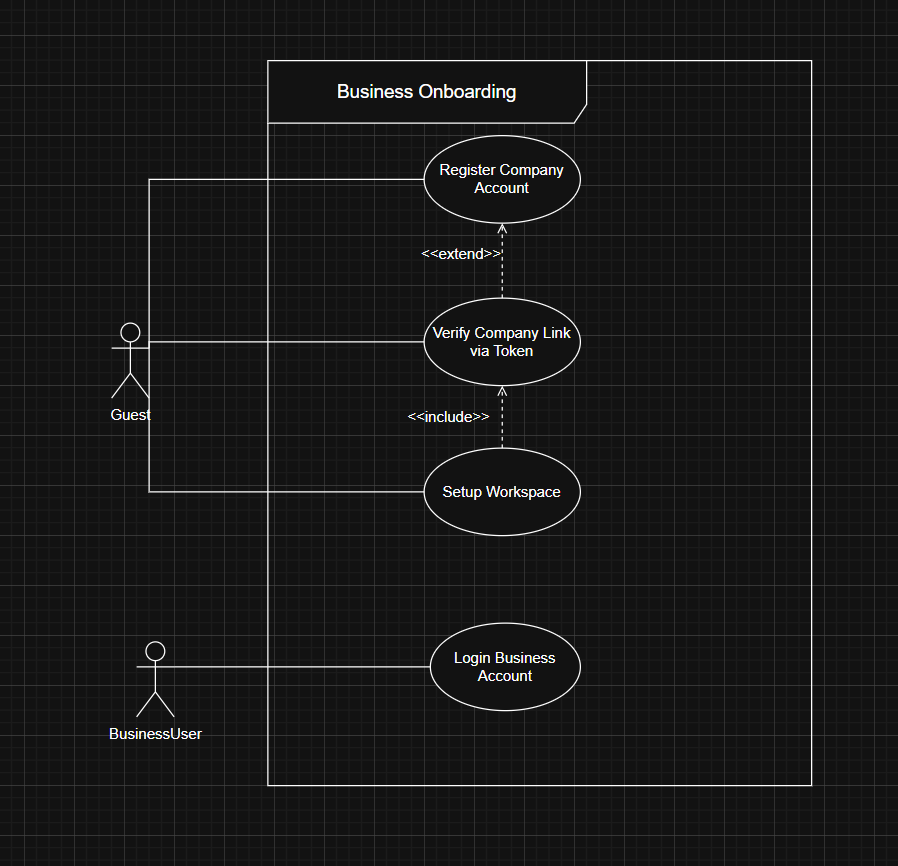 Business Onboarding
Register Company
Account
<<extend>>
Verify Company Link
via Token
Guest
<<include>>
Setup Workspace
Login Business
Account
BusinessUser